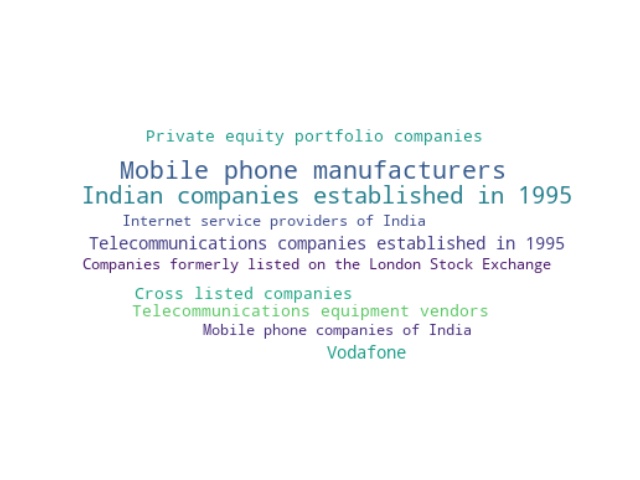 Private equity portfolio companies
Mobile phone manufacturers
Indian companies established in 1995
Internet service providers of India
Telecommunications companies established in 1995
Companies formerly listed on the London Stock Exchange
Cross listed companies
Telecommunications equipment vendors
Mobile phone companies of India
Vodafone